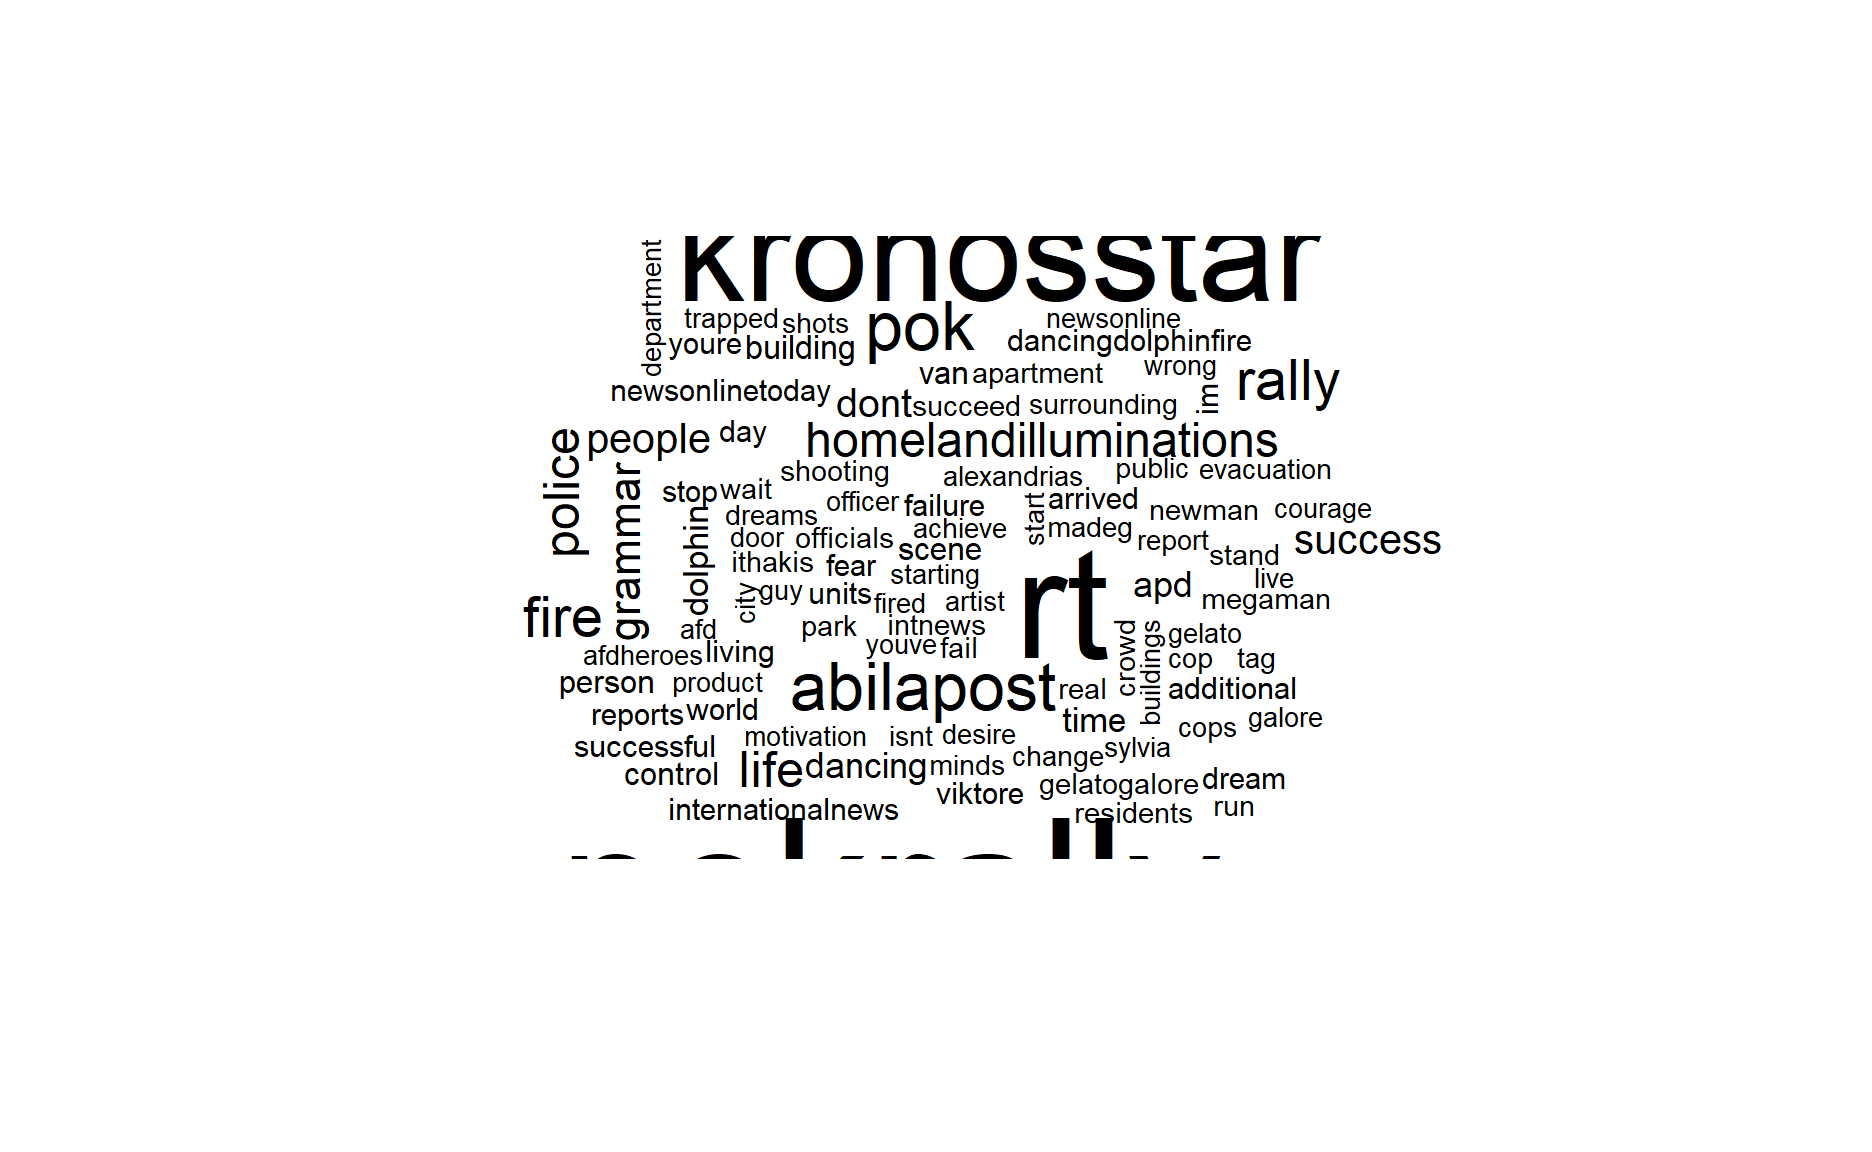 kronosstar
department
trapped shots pok newsonline
youre building dancingdolphinfire
van apartment wrong
newsonlinetoday dont succeed surrounding im rally
police people day homelandilluminations
grammar shooting alexandrias public evacuation
stop wait officer failure start arrived newman courage
dolphin dreams achieve madeg
door officials scene report success
ithakis fear starting rt stand
city guy units fired artist apd live
megaman
fire afd park intnews crowd buildings gelato
afdheroes living youve fail cop tag
person product abilapost real additional
reports world time cops galore
successful motivation isnt desire change sylvia
control life dancing minds
viktore gelatogalore dream
internationalnews residents run
pokrally